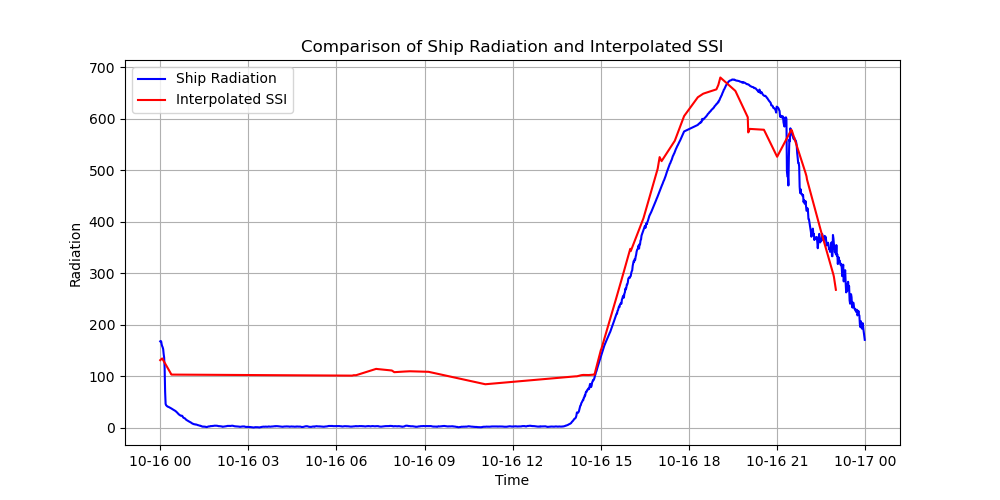 Comparison of Ship Radiation and Interpolated SSI
Ship Radiation
Interpolated SSI
700
600
500
400
300
200
100
0
Radiation
10-16 00 10-16 03 10-16 06 10-16 09 10-16 12 10-16 15 10-16 18 10-16 21 10-17 00
Time